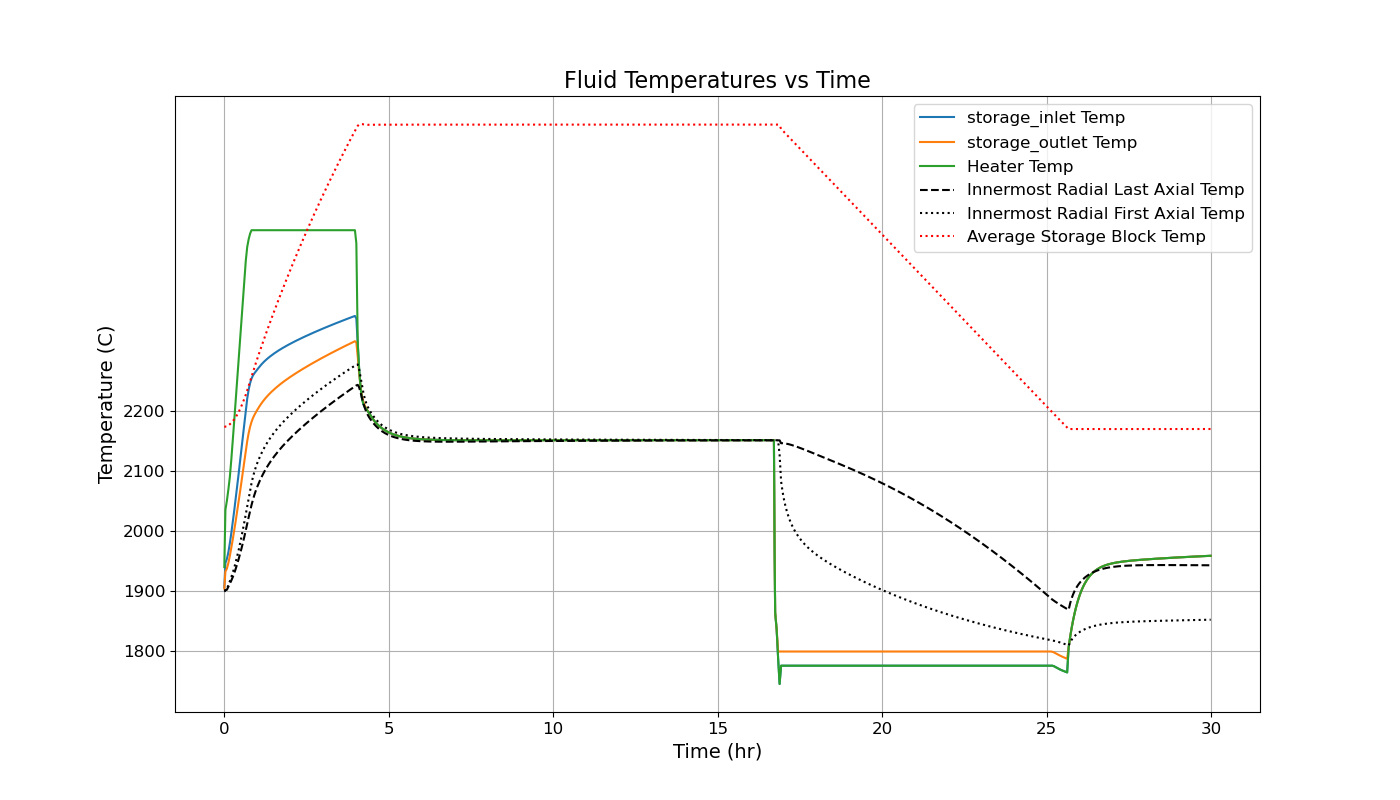 Fluid Temperatures vs Time
storage_inlet Temp
storage_outlet Temp
Heater Temp
Innermost Radial Last Axial Temp
Innermost Radial First Axial Temp
Average Storage Block Temp
Temperature (C)
2200
2100
2000
1900
1800
0 5 10 15 20 25 30
Time (hr)